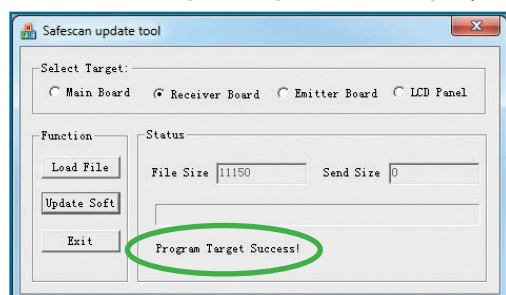 Safescan update tool
Select Target:
Main Board Receiver Board Emitter Board LCD Panel
Function
Status
Load File
File Size 11150 Send Size 0
Update Soft
Exit
Program Target Success!